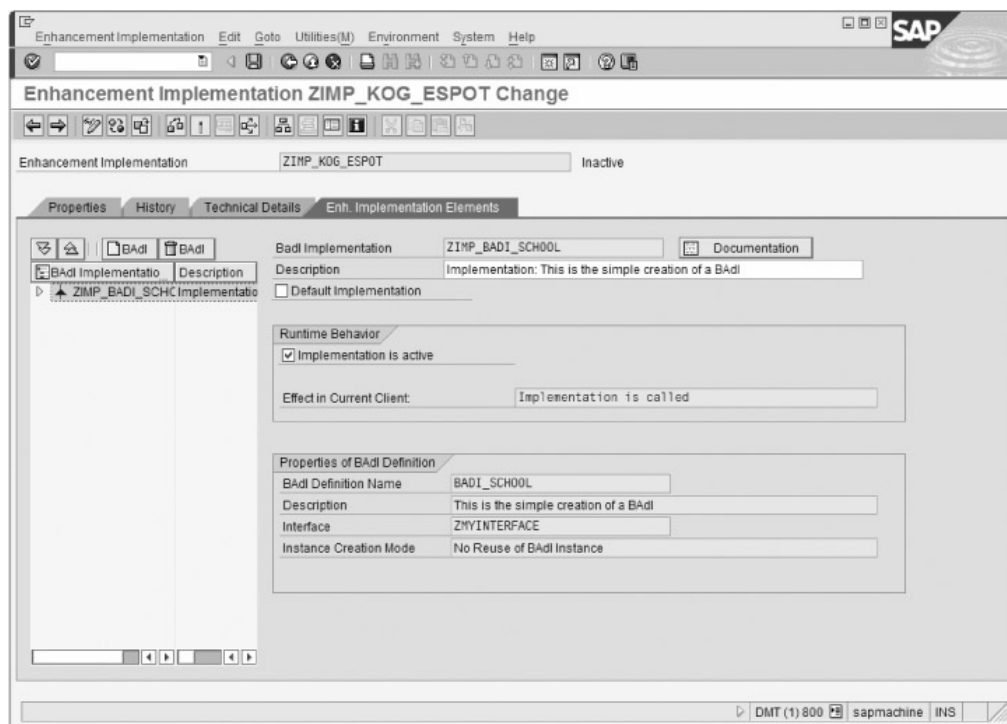 Enhancement Implementation Edit Goto Utilities(M) Environment System Help
SAP
Enhancement Implementation ZIMP_KOG_ESPOT Change
Enhancement Implementation ZIMP_KOG_ESPOT Inactive
Properties History Technical Details Enh. Implementation Elements
BAdI BAdI
BAdI Implementatio Description
ZIMP_BADI_SCHC Implementatio
BadI Implementation ZIMP_BADI_SCHOOL Documentation
Description Implementation: This is the simple creation of a BAdI
Default Implementation
Runtime Behavior
Implementation is active
Effect in Current Client: Implementation is called
Properties of BAdI Definition
BAdI Definition Name BADI_SCHOOL
Description This is the simple creation of a BAdI
Interface ZMYINTERFACE
Instance Creation Mode No Reuse of BAdI Instance
DMT (1) 800 sapmachine INS